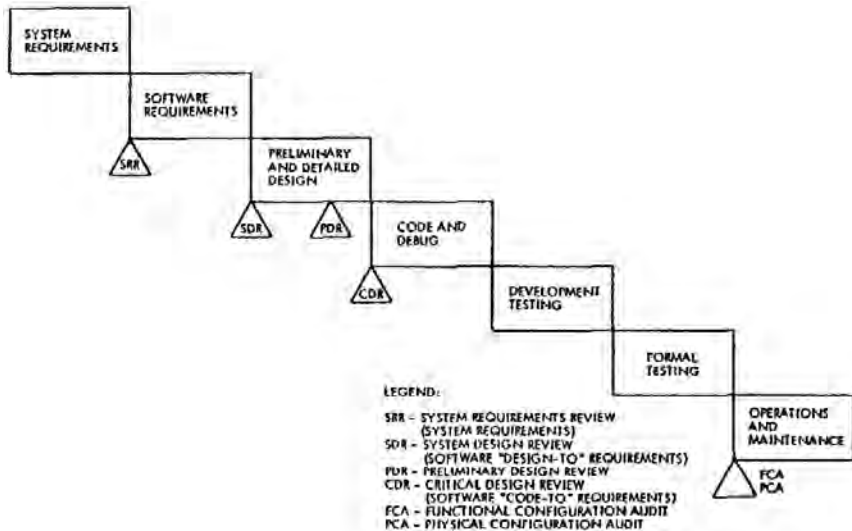 SYSTEM
REQUIREMENTS
SOFTWARE
REQUIREMENTS
SRR
PRELIMINARY
AND DETAILED
DESIGN
SDR
PDR
CODE AND
DEBUG
CDR
DEVELOPMENT
TESTING
FORMAL
TESTING
OPERATIONS
AND
MAINTENANCE
FCA
PCA
LEGEND:
SRR - SYSTEM REQUIREMENTS REVIEW
(SYSTEM REQUIREMENTS)
SDR - SYSTEM DESIGN REVIEW
(SOFTWARE "DESIGN-TO" REQUIREMENTS)
PDR - PRELIMINARY DESIGN REVIEW
CDR - CRITICAL DESIGN REVIEW
(SOFTWARE "CODE-TO" REQUIREMENTS)
FCA - FUNCTIONAL CONFIGURATION AUDIT
PCA - PHYSICAL CONFIGURATION AUDIT